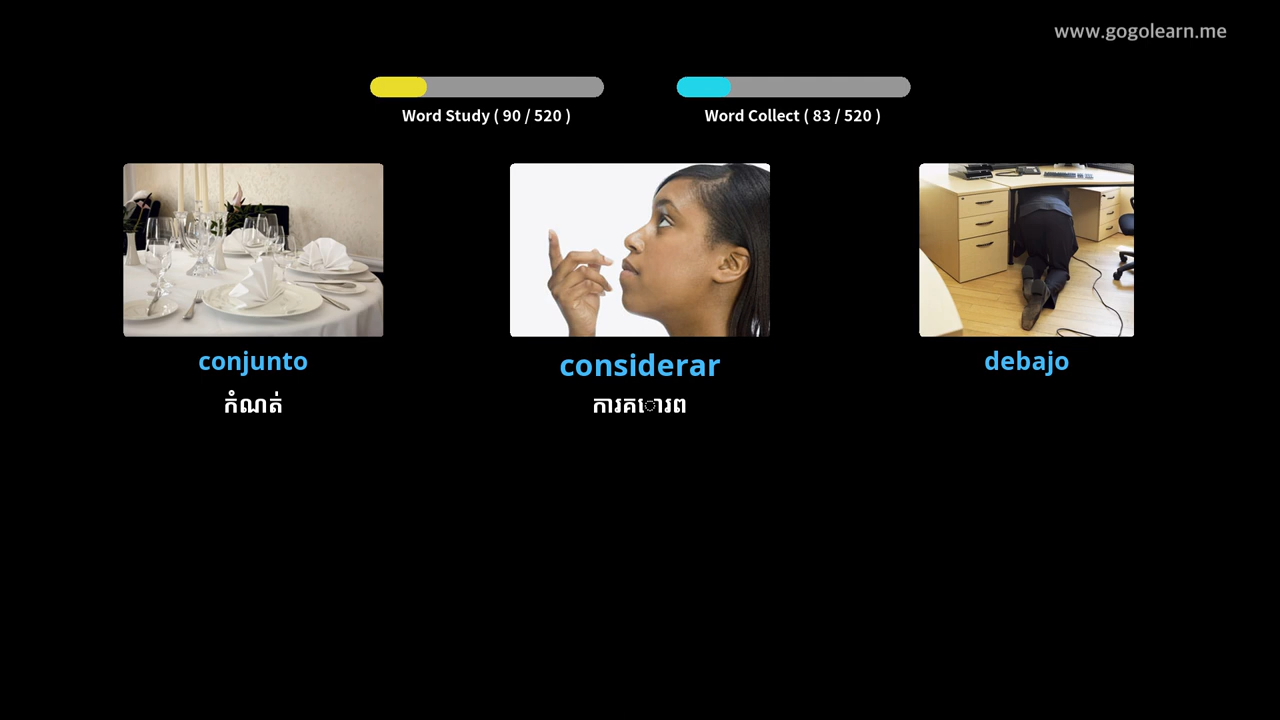 www.gogolearn.me
Word Study ( 90 / 520 )
Word Collect ( 83 / 520 )
conjunto
considerar
debajo
កំណត់
ការគោរព